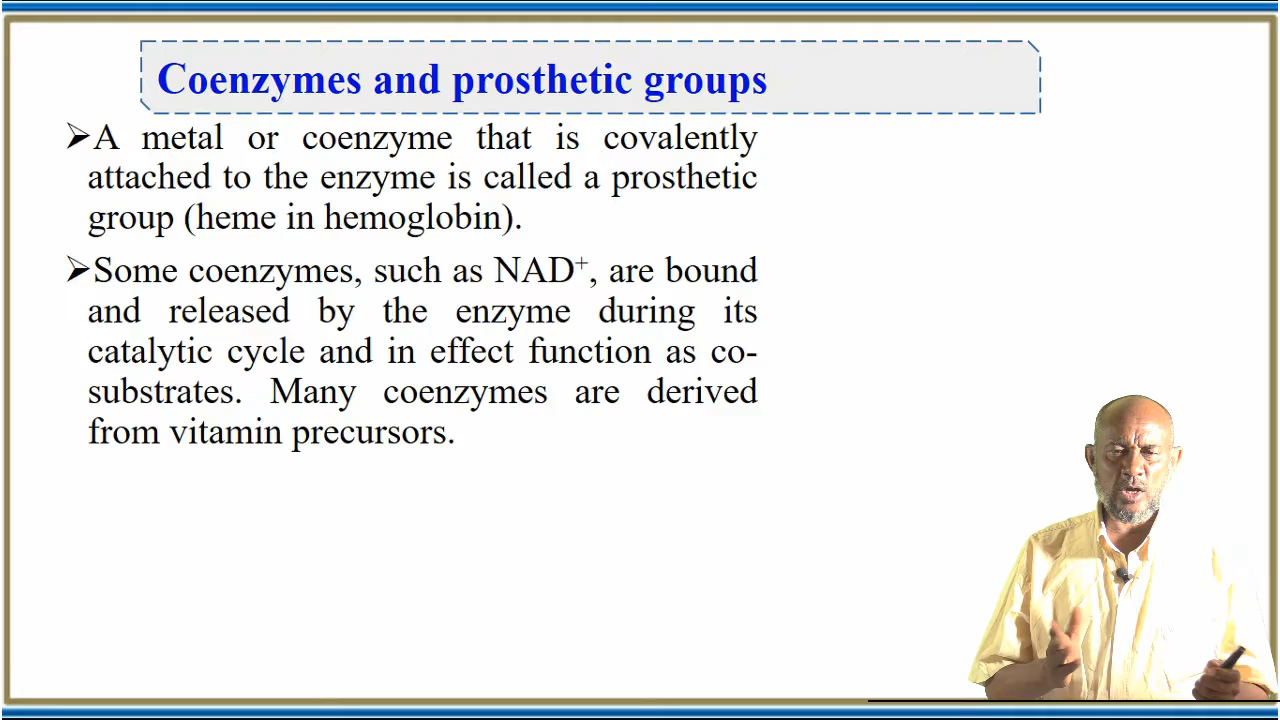 Coenzymes and prosthetic groups
➢A metal or coenzyme that is covalently
attached to the enzyme is called a prosthetic
group (heme in hemoglobin).
➢Some coenzymes, such as NAD⁺, are bound
and released by the enzyme during its
catalytic cycle and in effect function as co-
substrates. Many coenzymes are derived
from vitamin precursors.